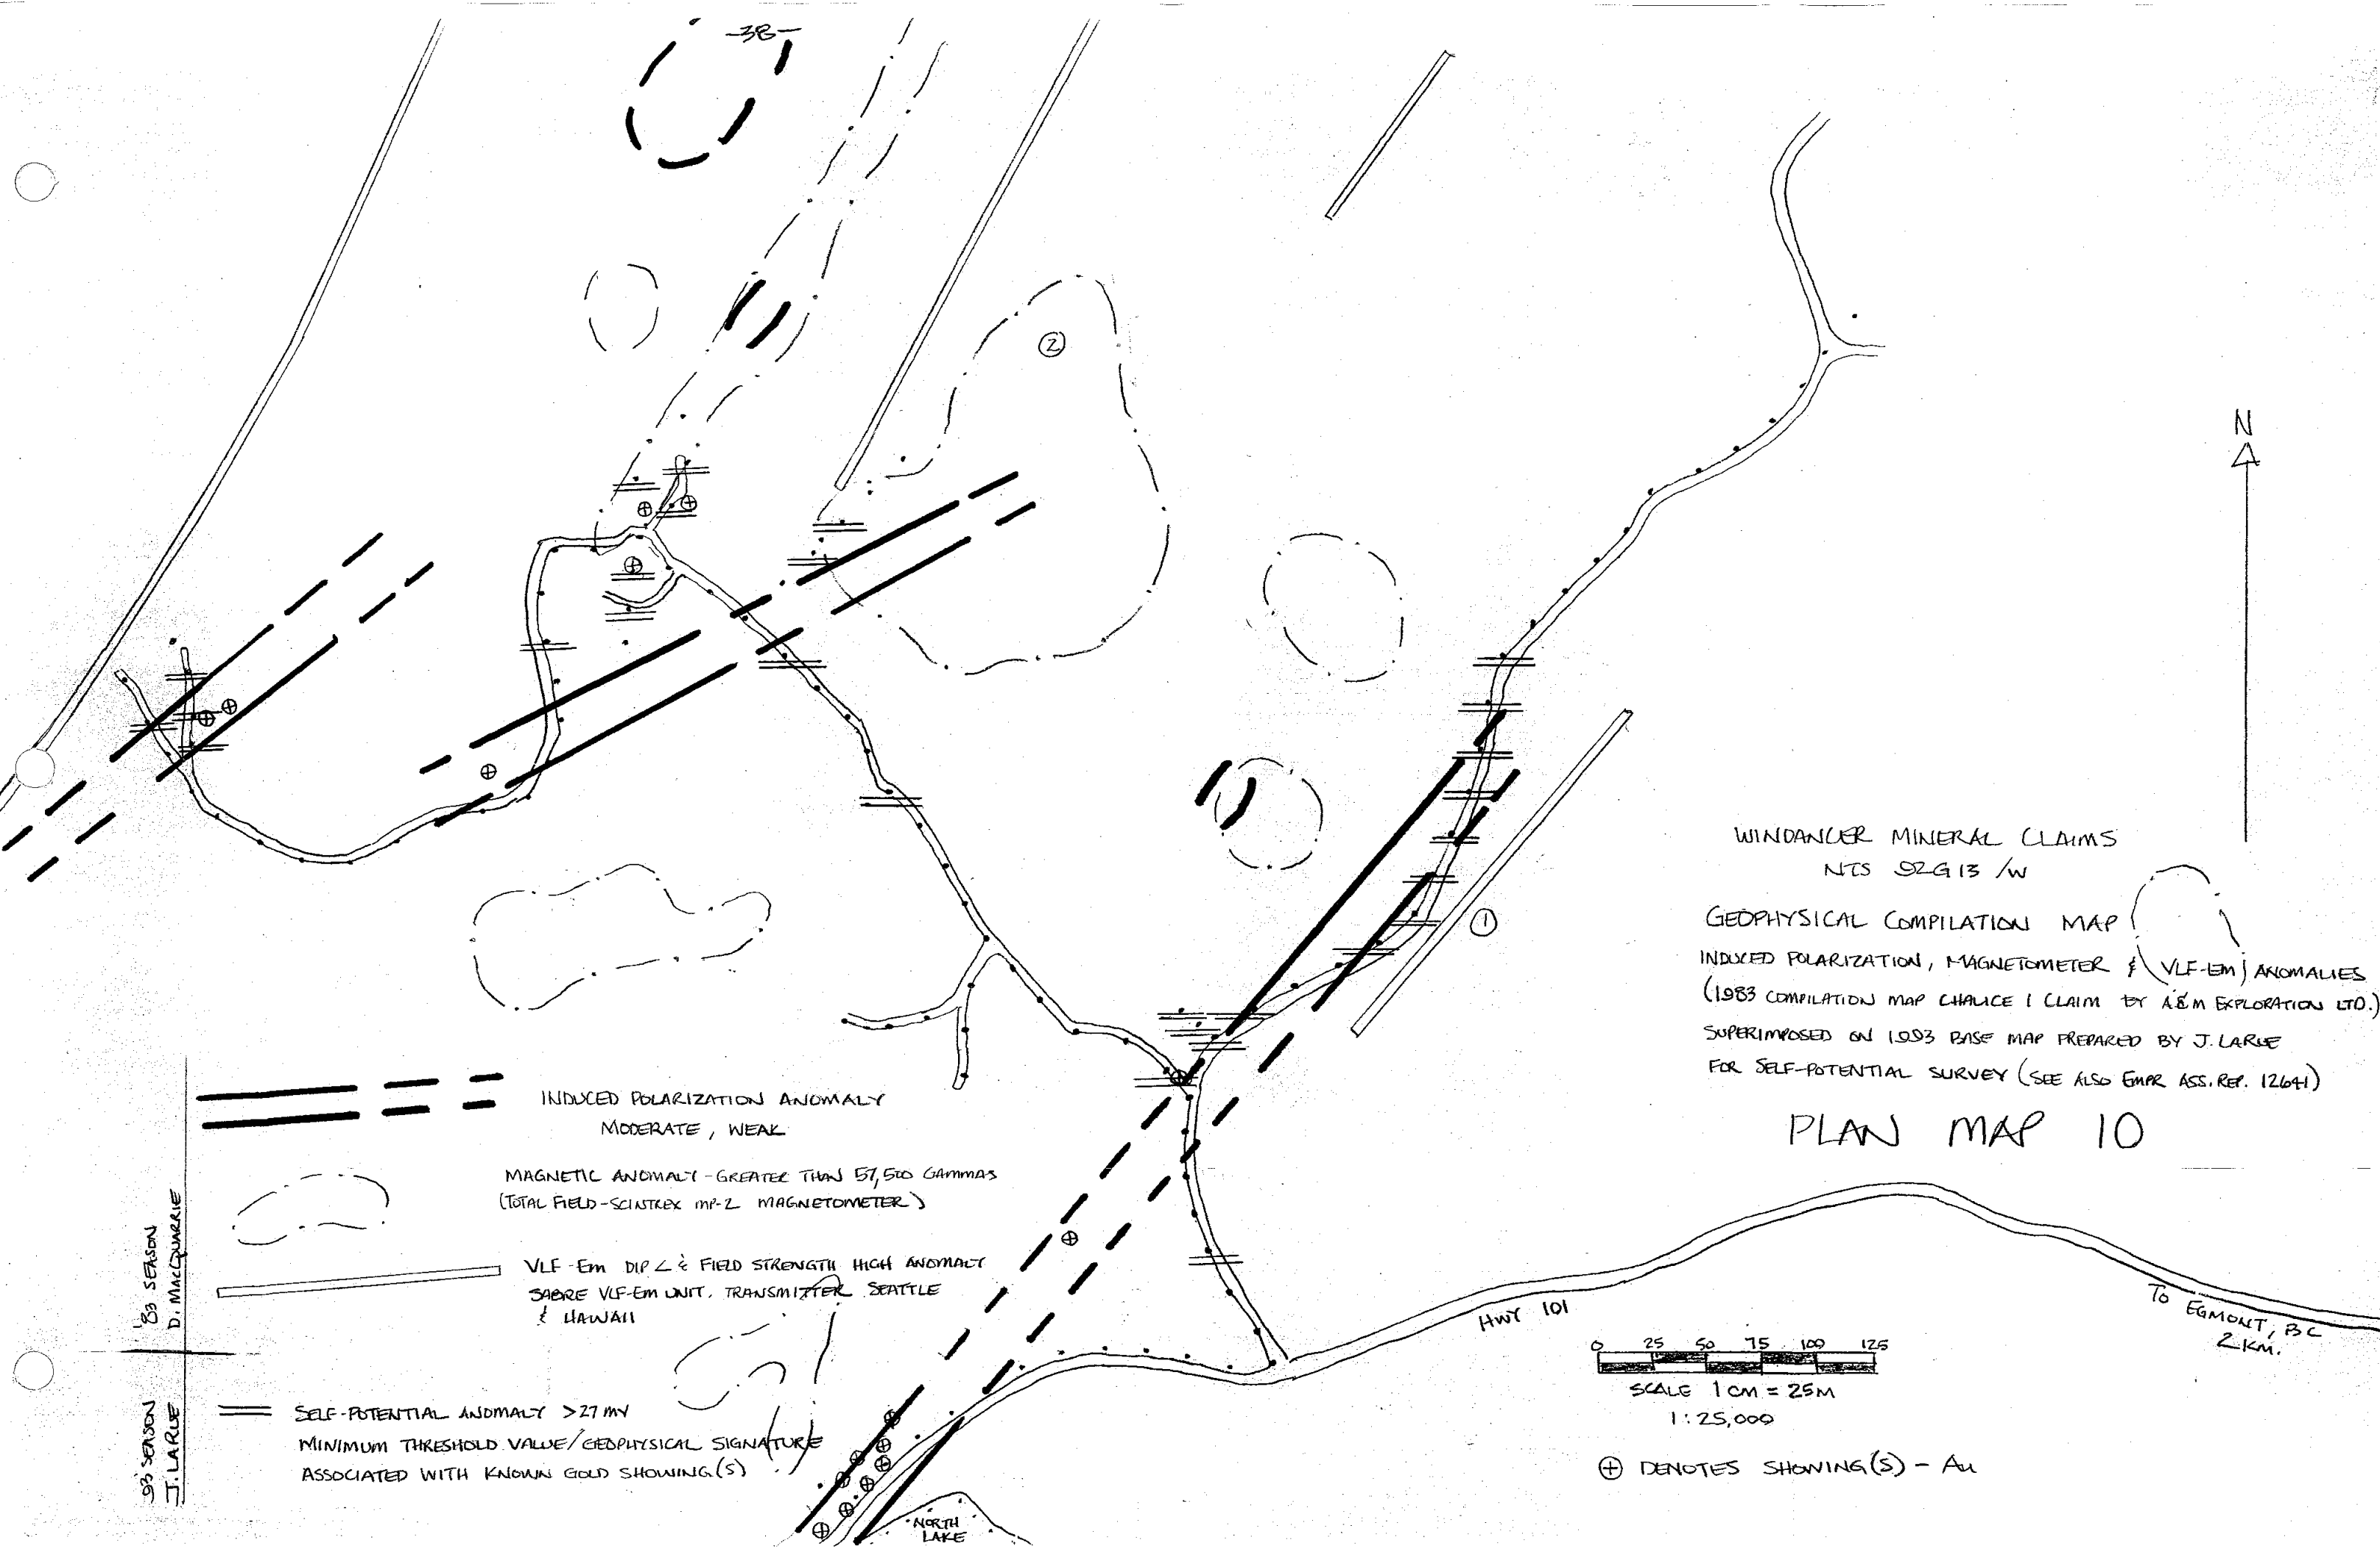 -38-
②
N
①
WINDANCER MINERAL CLAIMS
NTS 92G13 /W
GEOPHYSICAL COMPILATION MAP
INDUCED POLARIZATION, MAGNETOMETER & VLF-EM ANOMALIES
(1983 COMPILATION MAP CHALICE 1 CLAIM BY A&M EXPLORATION LTD.)
SUPERIMPOSED ON 1993 BASE MAP PREPARED BY J. LARUE
FOR SELF-POTENTIAL SURVEY (SEE ALSO EMPR ASS. REP. 12641)
PLAN MAP 10
INDUCED POLARIZATION ANOMALY
MODERATE, WEAK
MAGNETIC ANOMALY - GREATER THAN 57,500 GAMMAS
(TOTAL FIELD - SCINTREX MP-2 MAGNETOMETER)
VLF-EM DIP ∠ & FIELD STRENGTH HIGH ANOMALY
SABRE VLF-EM UNIT. TRANSMITTER SEATTLE
& HAWAII
'83 SEASON
D. MACQUARRIE
93 SEASON
J. LARUE
SELF-POTENTIAL ANOMALY >27 MV
MINIMUM THRESHOLD VALUE/GEOPHYSICAL SIGNATURE
ASSOCIATED WITH KNOWN GOLD SHOWING(S)
NORTH
LAKE
HWY 101
TO EGMONT, BC
2 KM.
0 25 50 75 100 125
SCALE 1 CM = 25M
1:25,000
⊕ DENOTES SHOWING(S) - Au